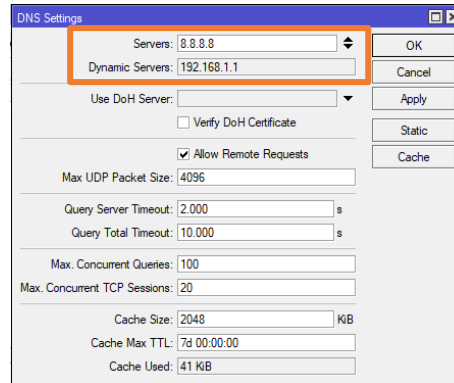 DNS Settings
Servers: 8.8.8.8
OK
Dynamic Servers: 192.168.1.1
Cancel
Use DoH Server:
Apply
Verify DoH Certificate
Static
Allow Remote Requests
Cache
Max UDP Packet Size: 4096
Query Server Timeout: 2.000 s
Query Total Timeout: 10.000 s
Max. Concurrent Queries: 100
Max. Concurrent TCP Sessions: 20
Cache Size: 2048 KiB
Cache Max TTL: 7d 00:00:00
Cache Used: 41 KiB